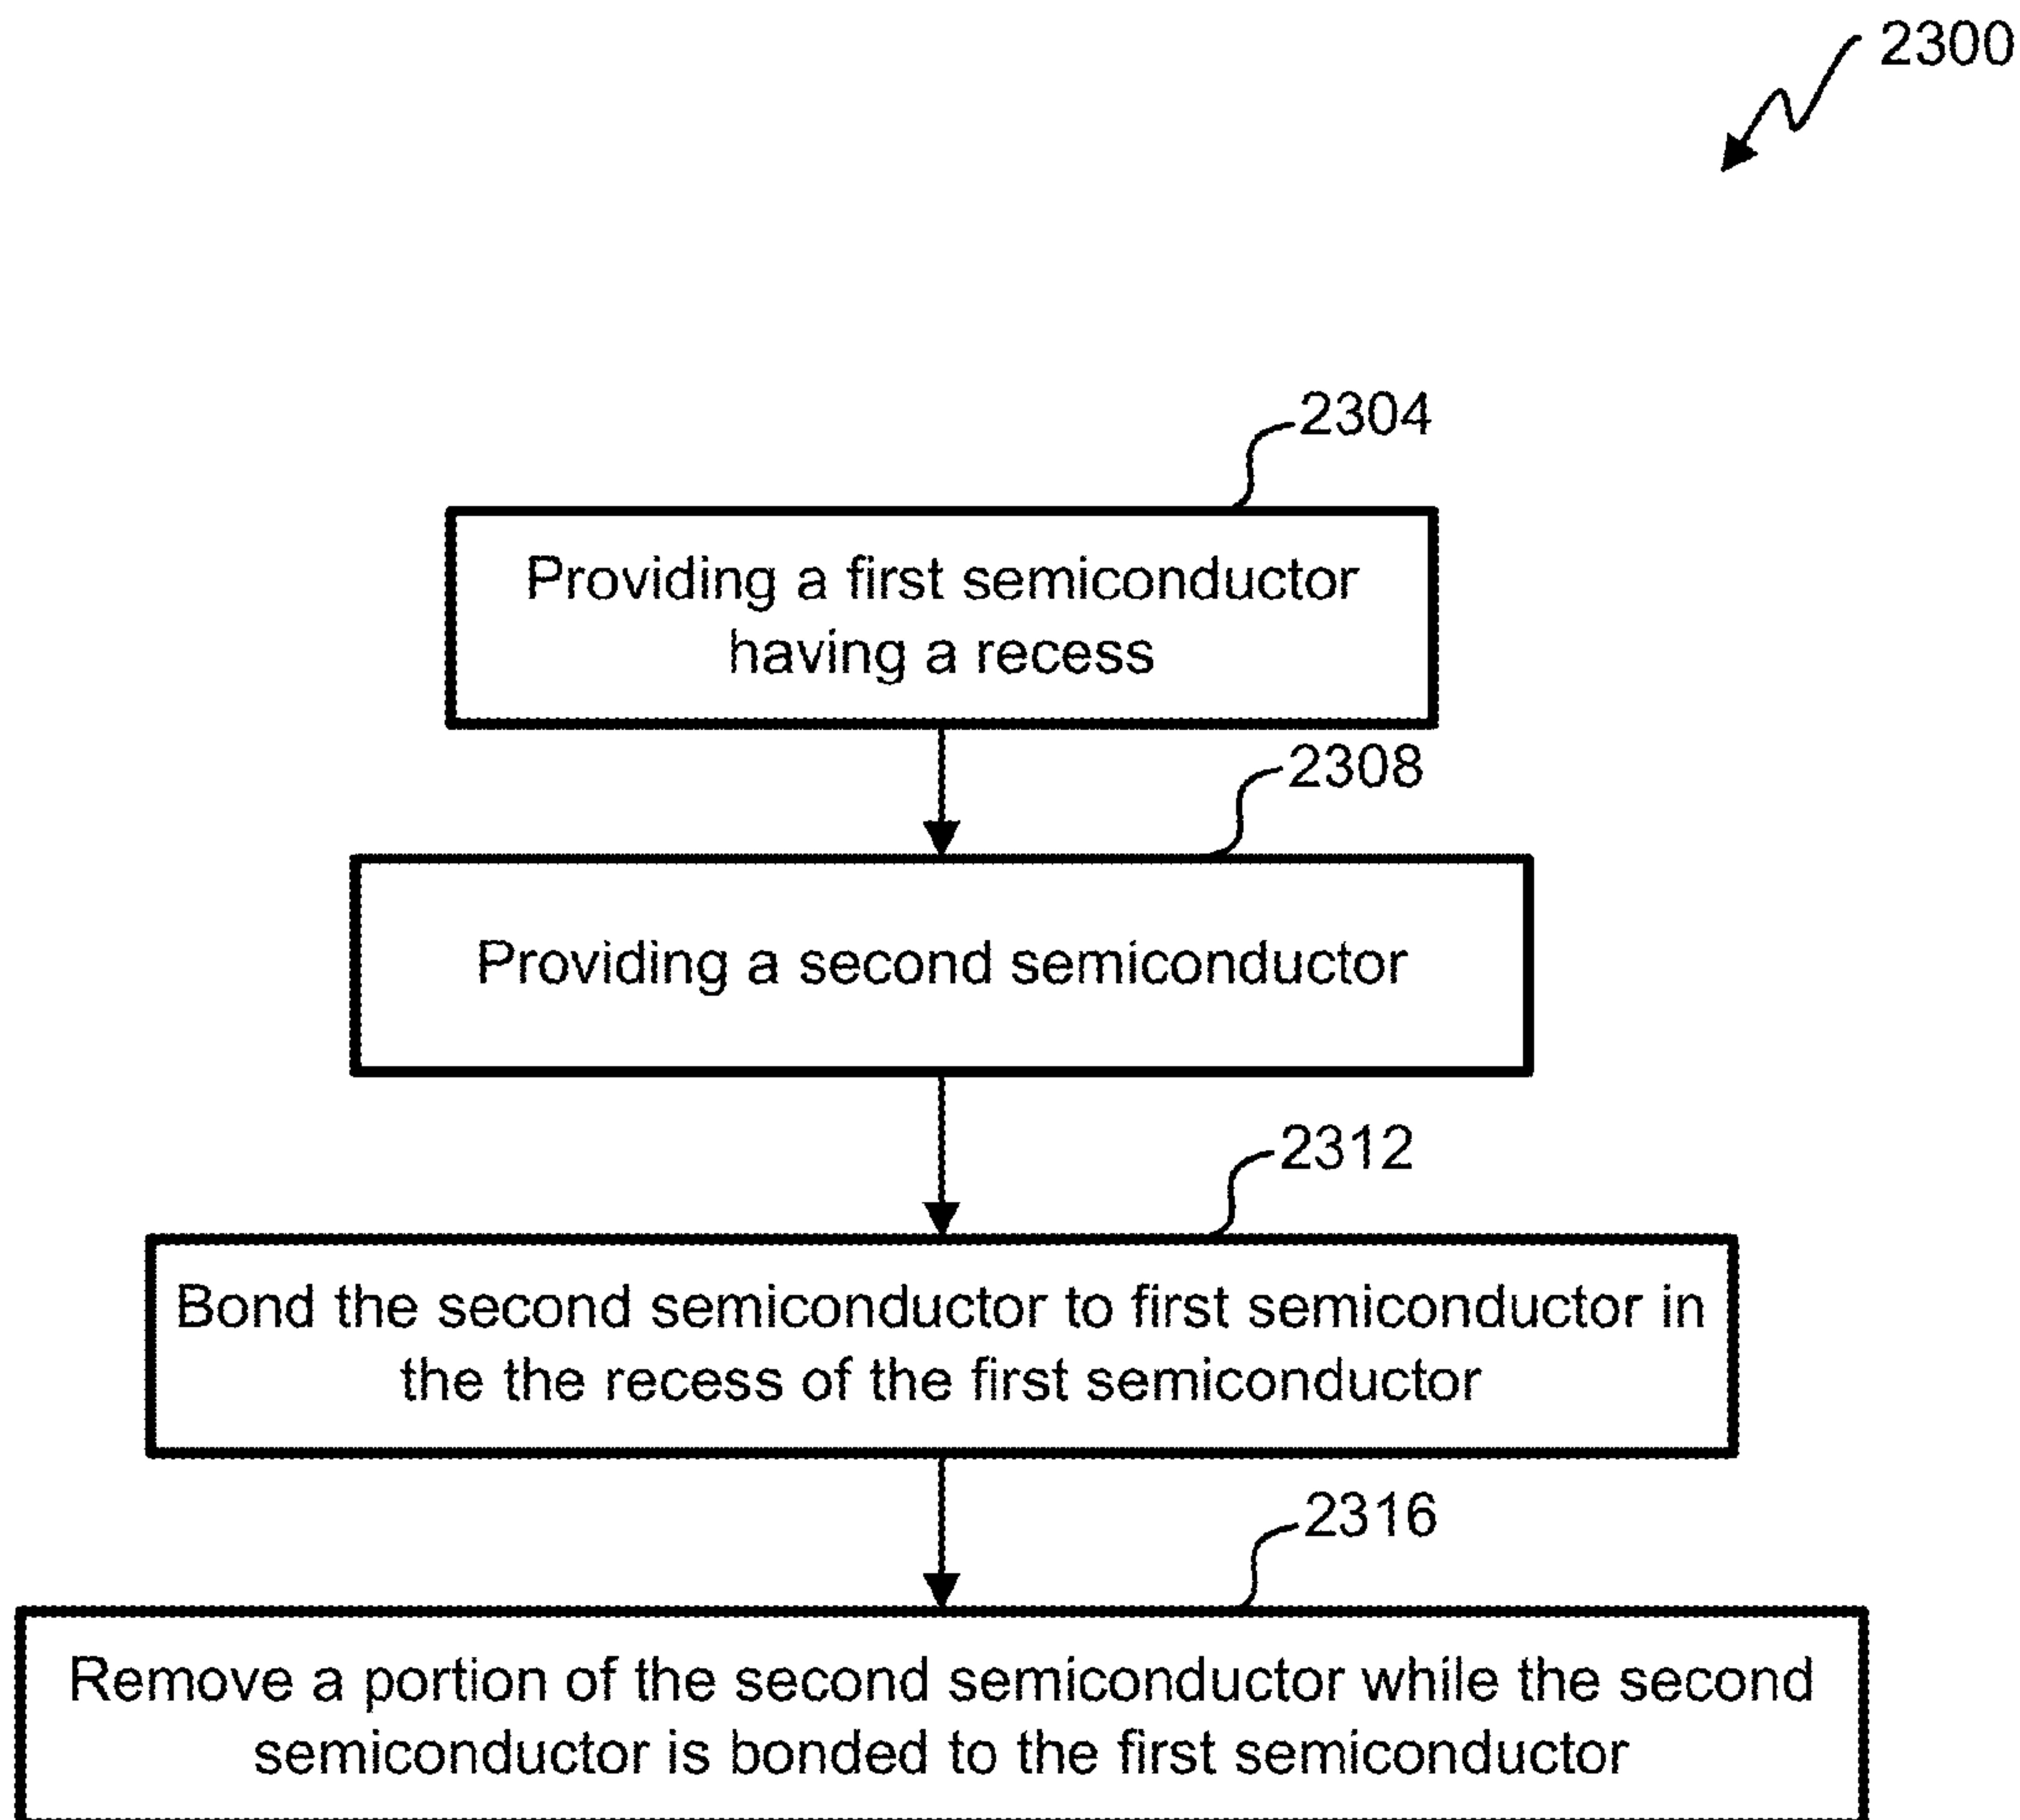 2300
2304
Providing a first semiconductor
having a recess
2308
Providing a second semiconductor
2312
Bond the second semiconductor to first semiconductor in
the the recess of the first semiconductor
2316
Remove a portion of the second semiconductor while the second
semiconductor is bonded to the first semiconductor